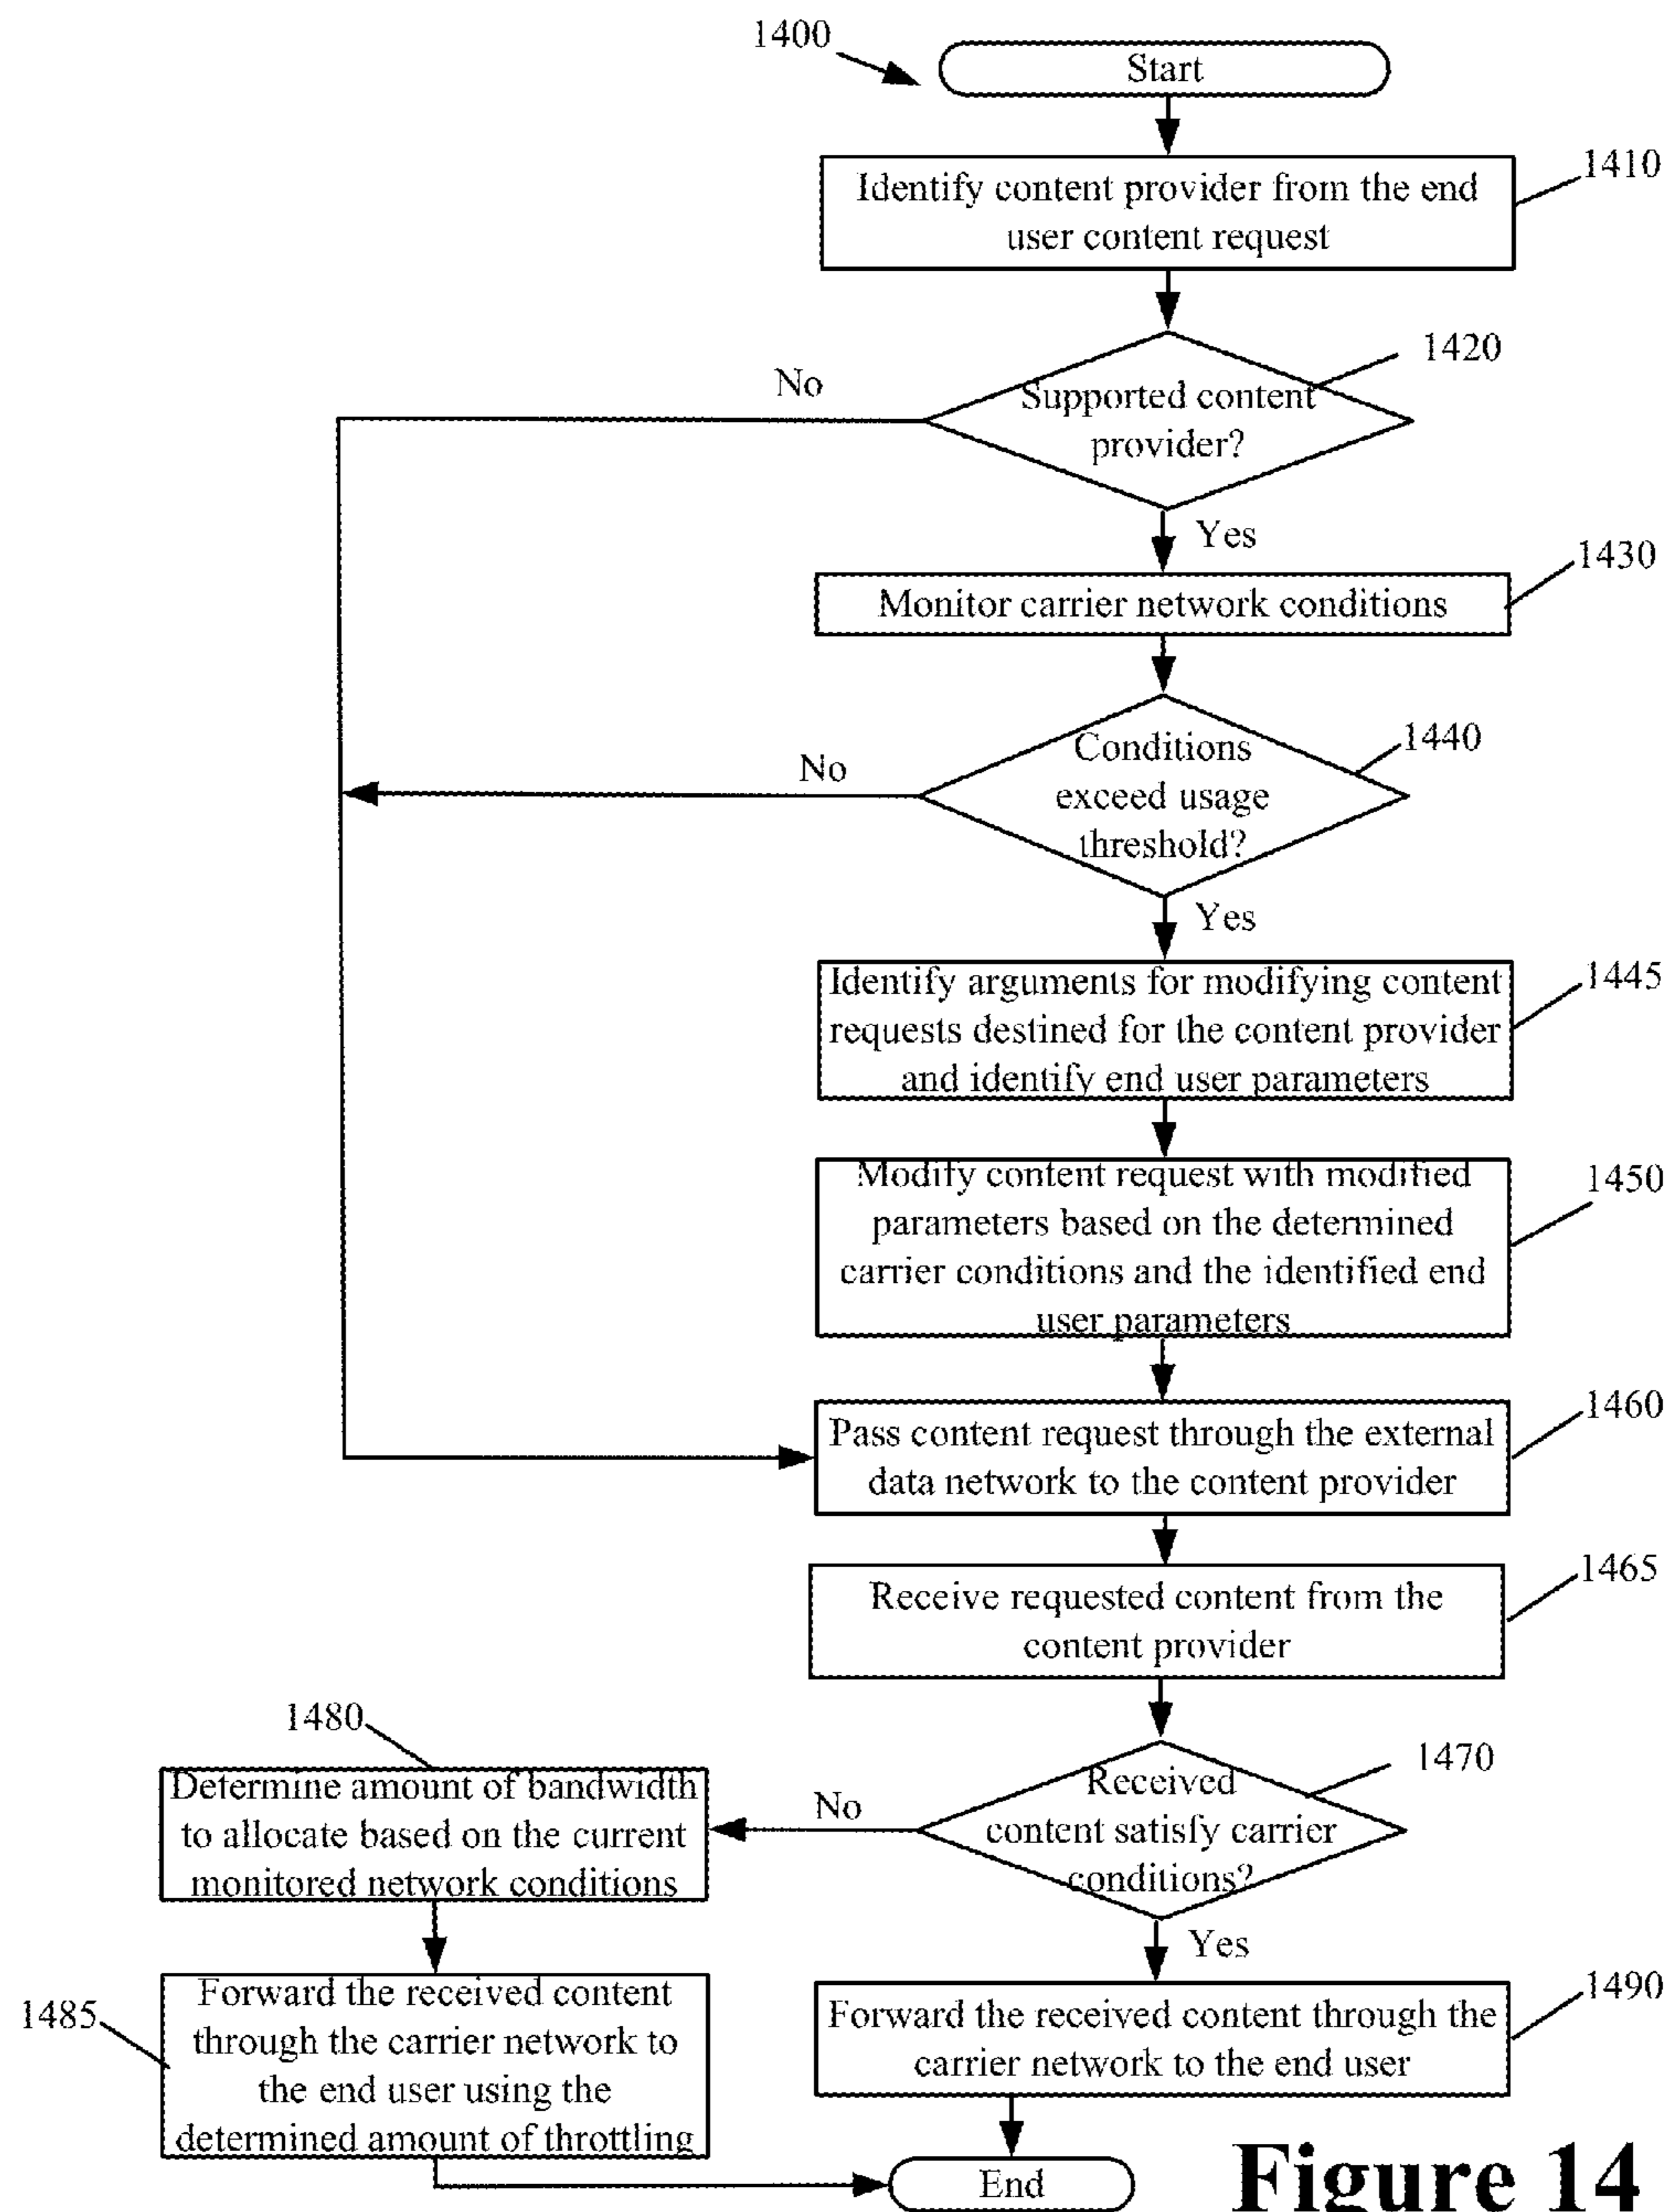 1400
Start
1410
Identify content provider from the end
user content request
1420
No
Supported content
provider?
Yes
1430
Monitor carrier network conditions
1440
Conditions
No
exceed usage
threshold?
Yes
1445
Identify arguments for modifying content
requests destined for the content provider
and identify end user parameters
1450
Modify content request with modified
parameters based on the determined
carrier conditions and the identified end
user parameters
1460
Pass content request through the external
data network to the content provider
1465
Receive requested content from the
content provider
1480
1470
Determine amount of bandwidth
to allocate based on the current
monitored network conditions
No
Received
content satisfy carrier
conditions?
Yes
1485
Forward the received content
through the carrier network to
the end user using the
determined amount of throttling
1490
Forward the received content through the
carrier network to the end user
End
Figure 14